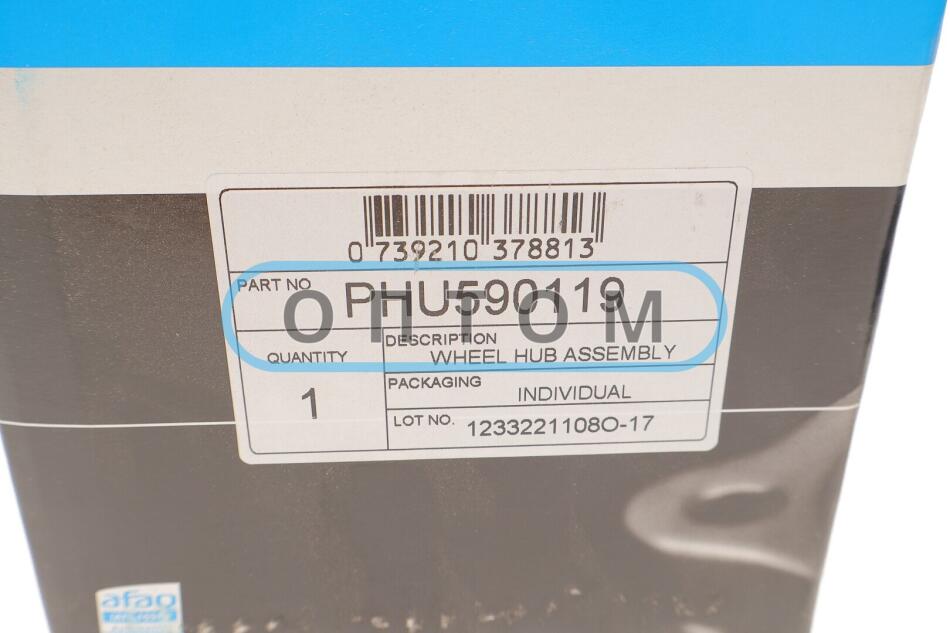 0 739210 378813
PART NO PHU590119
QUANTITY
1
DESCRIPTION
WHEEL HUB ASSEMBLY
PACKAGING INDIVIDUAL
LOT NO. 1233221108O-17
ОПТОМ
afaq